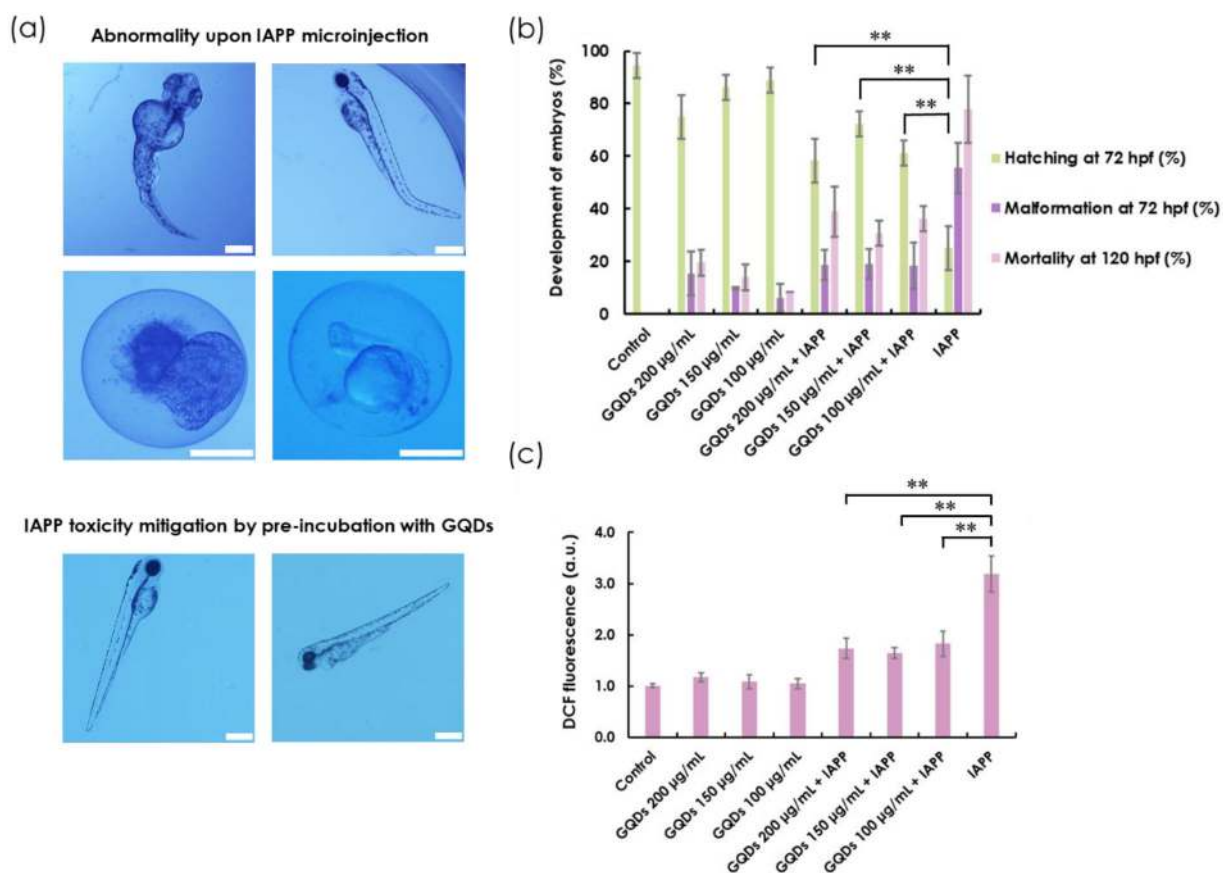 (a)
Abnormality upon IAPP microinjection
IAPP toxicity mitigation by pre-incubation with GQDs
(b)
Development of embryos (%)
100
80
60
40
20
0
**
**
**
Hatching at 72 hpf (%)
Malformation at 72 hpf (%)
Mortality at 120 hpf (%)
Control
GQDs 200 µg/mL
GQDs 150 µg/mL
GQDs 100 µg/mL
GQDs 200 µg/mL + IAPP
GQDs 150 µg/mL + IAPP
GQDs 100 µg/mL + IAPP
IAPP
(c)
DCF fluorescence (a.u.)
4.0
3.0
2.0
1.0
0.0
**
**
**
Control
GQDs 200 µg/mL
GQDs 150 µg/mL
GQDs 100 µg/mL
GQDs 200 µg/mL + IAPP
GQDs 150 µg/mL + IAPP
GQDs 100 µg/mL + IAPP
IAPP